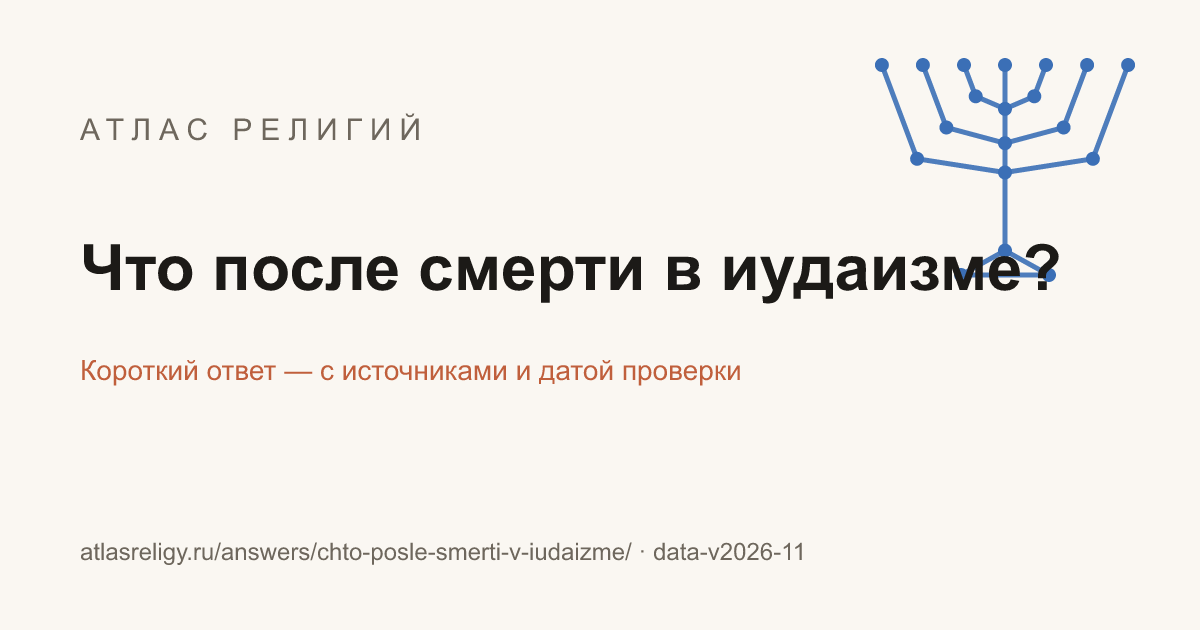 АТЛАС РЕЛИГИЙ
Что после смерти в иудаизме?
Короткий ответ — с источниками и датой проверки
atlasreligy.ru/answers/chto-posle-smerti-v-iudaizme/ · data-v2026-11